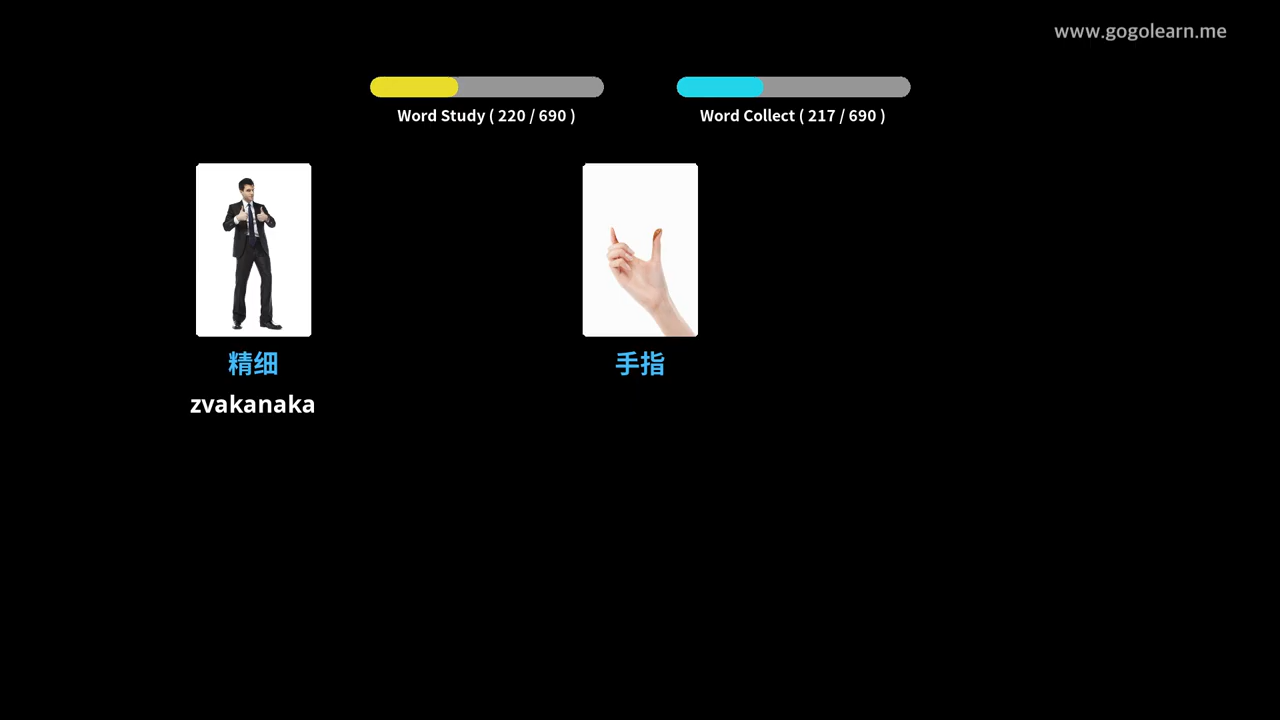 www.gogolearn.me
Word Study ( 220 / 690 )
Word Collect ( 217 / 690 )
精细
手指
zvakanaka